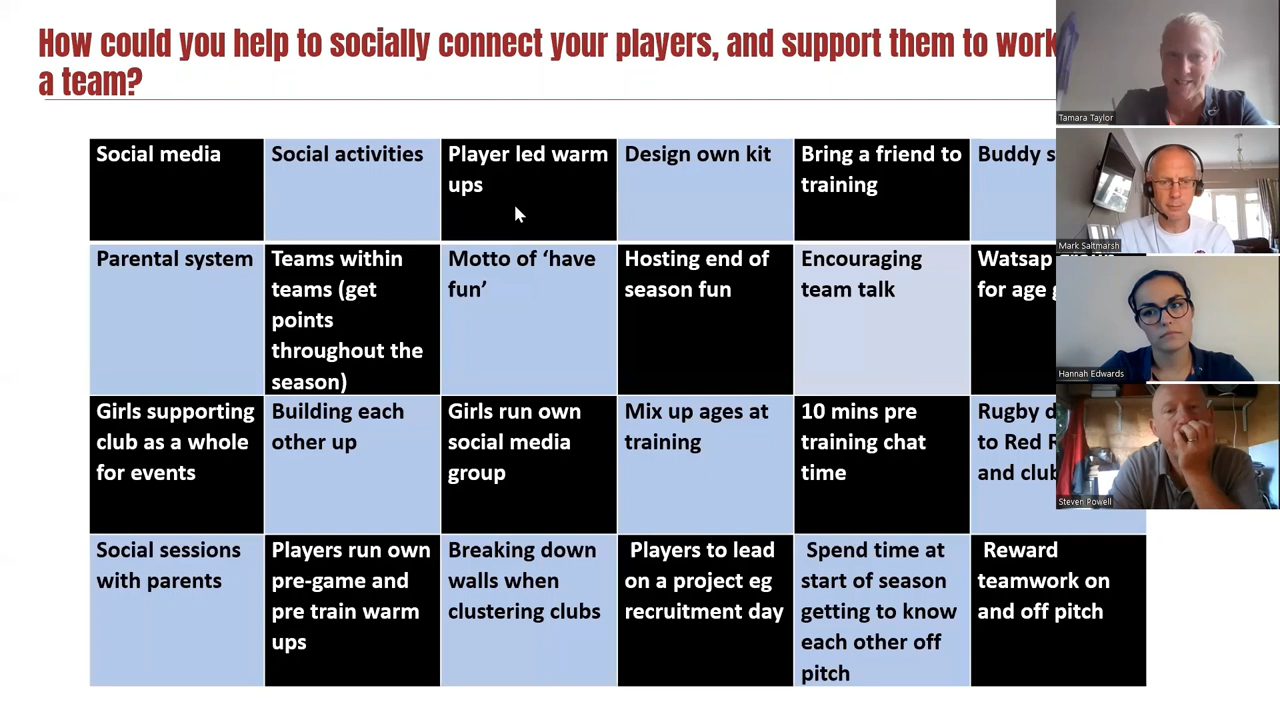 How could you help to socially connect your players, and support them to work
a team?
Social media
Social activities
Player led warm
ups
Design own kit
Bring a friend to
training
Buddy
Parental system
Teams within
teams (get
points
throughout the
season)
Motto of ‘have
fun’
Hosting end of
season fun
Encouraging
team talk
Watsap
for age
Girls supporting
club as a whole
for events
Building each
other up
Girls run own
social media
group
Mix up ages at
training
10 mins pre
training chat
time
Rugby
to Red
and
Social sessions
with parents
Players run own
pre-game and
pre train warm
ups
Breaking down
walls when
clustering clubs
Players to lead
on a project eg
recruitment day
Spend time at
start of season
getting to know
each other off
pitch
Reward
teamwork on
and off pitch
Tamara Taylor
Mark Saltmarsh
Hannah Edwards
Steven Powell